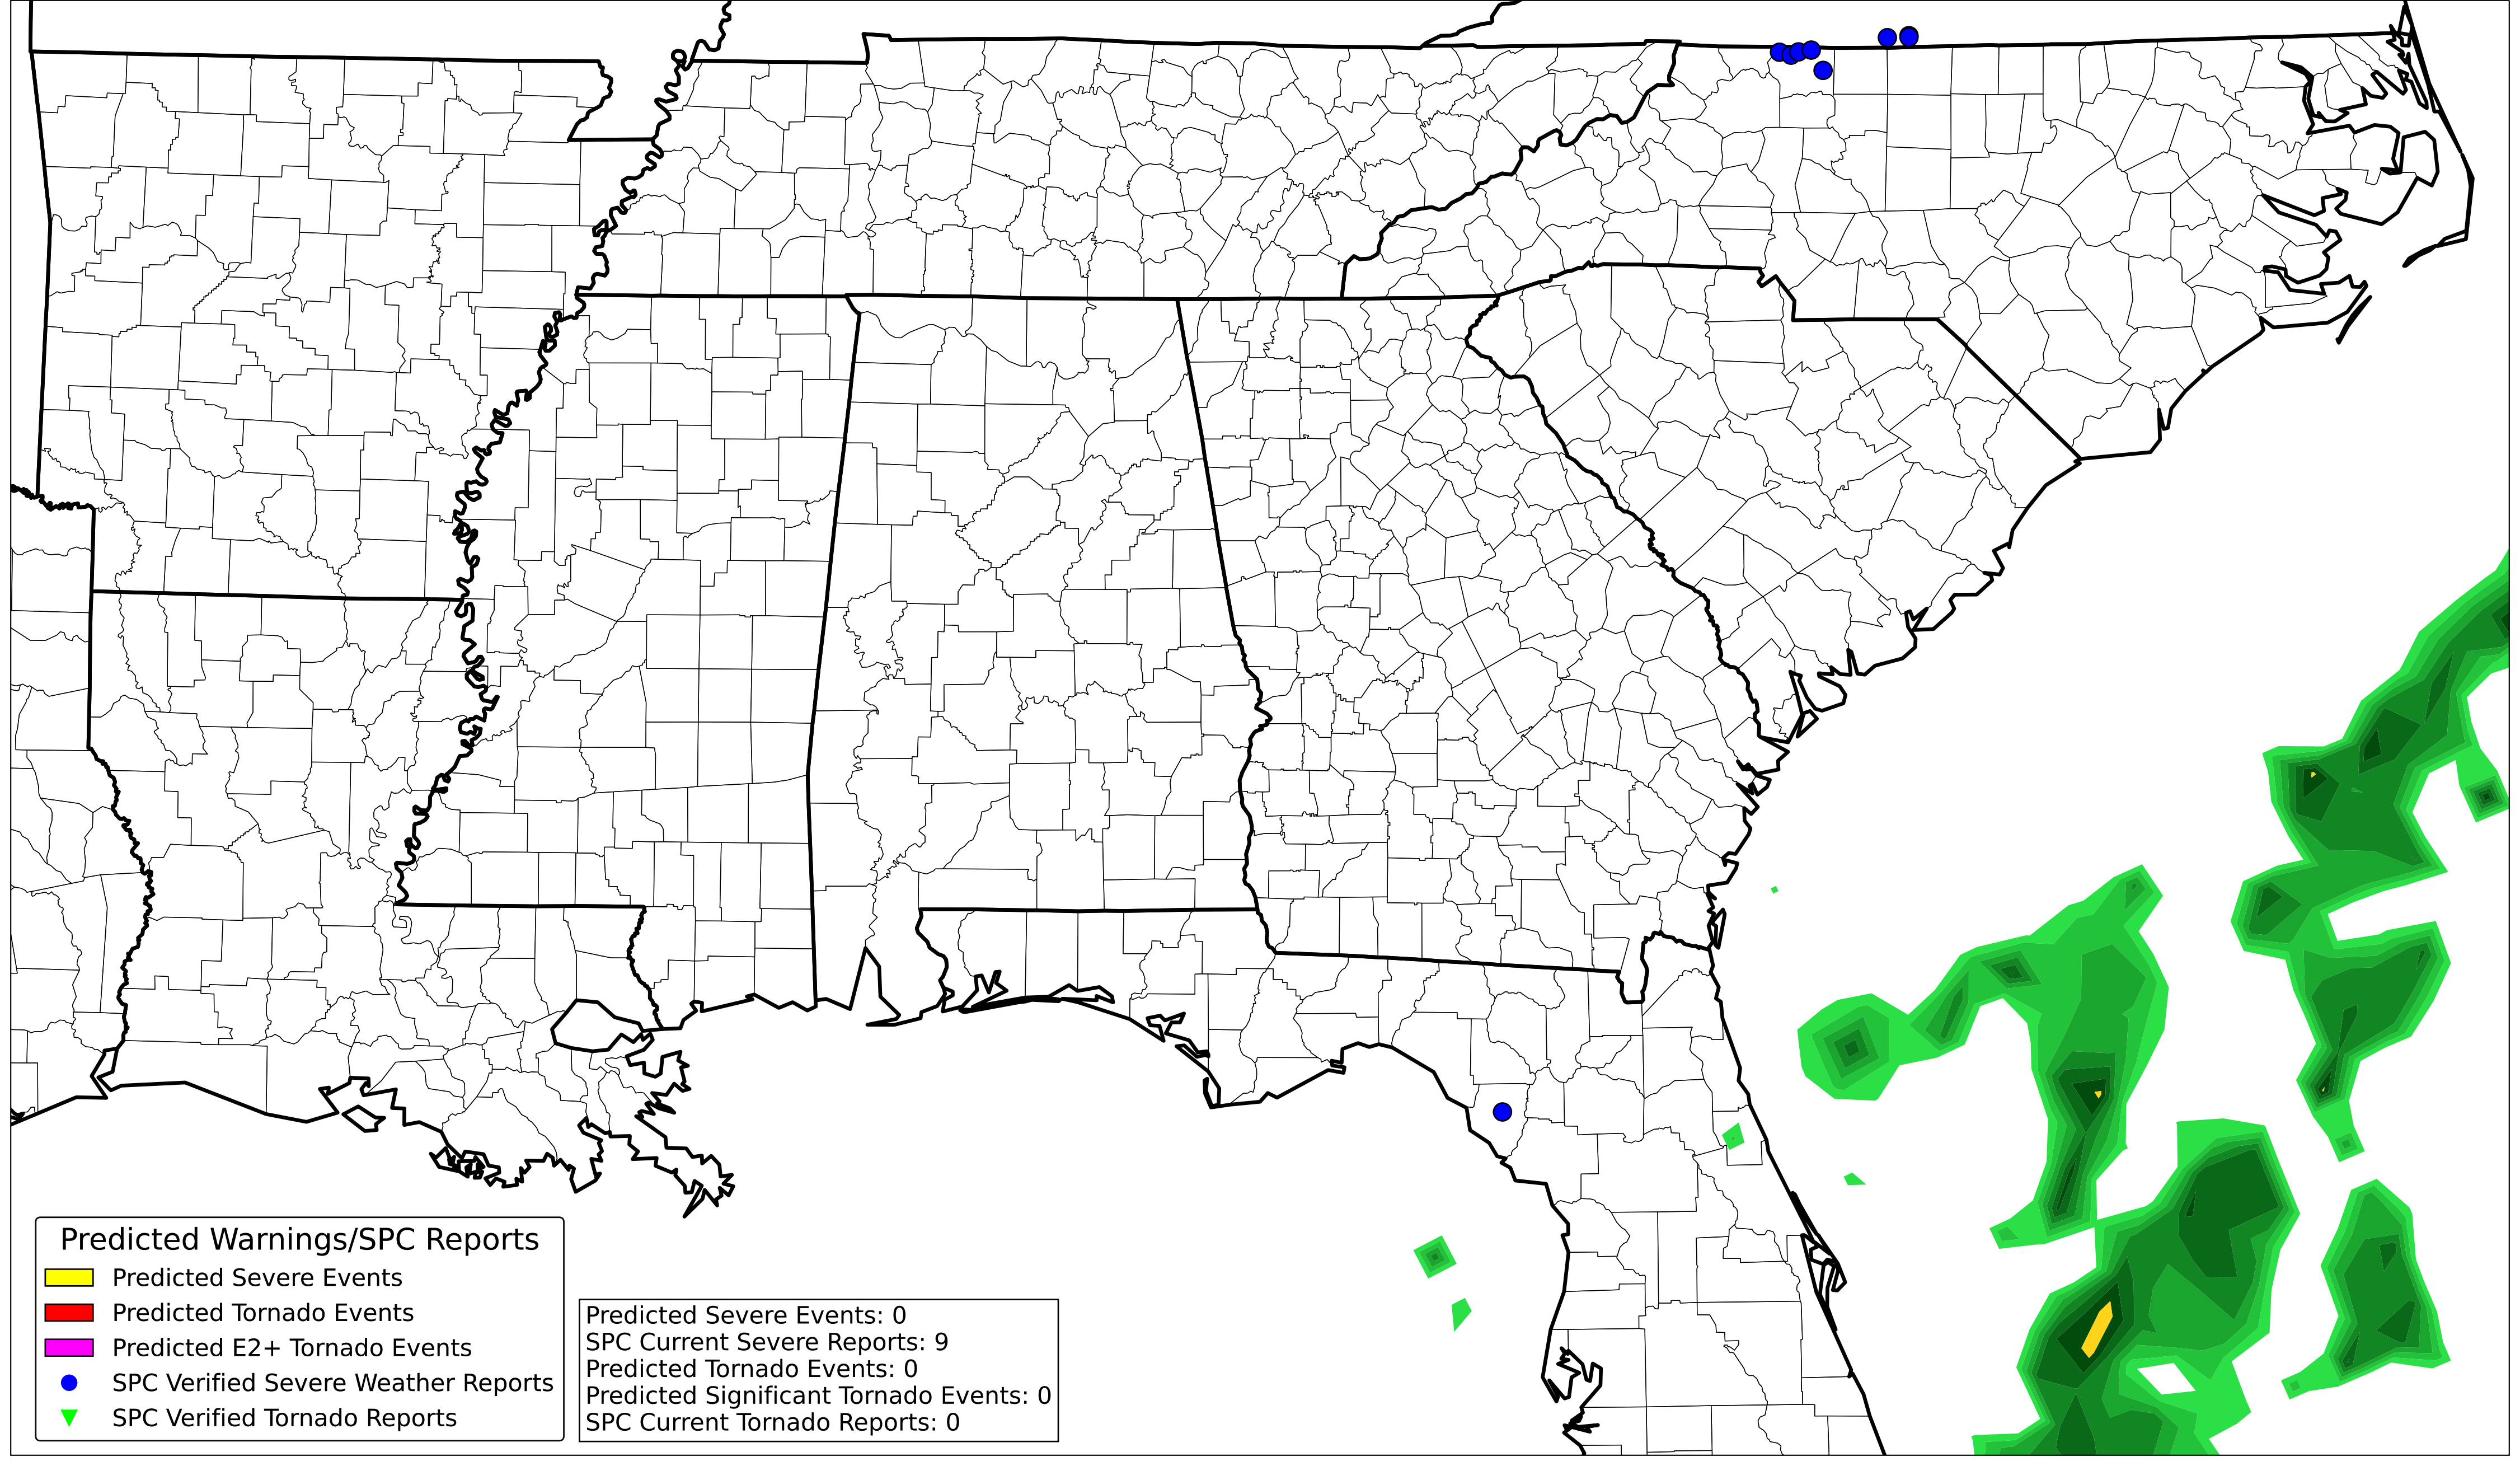 Predicted Warnings/SPC Reports
Predicted Severe Events
Predicted Tornado Events
Predicted E2+ Tornado Events
SPC Verified Severe Weather Reports
SPC Verified Tornado Reports
Predicted Severe Events: 0
SPC Current Severe Reports: 9
Predicted Tornado Events: 0
Predicted Significant Tornado Events: 0
SPC Current Tornado Reports: 0